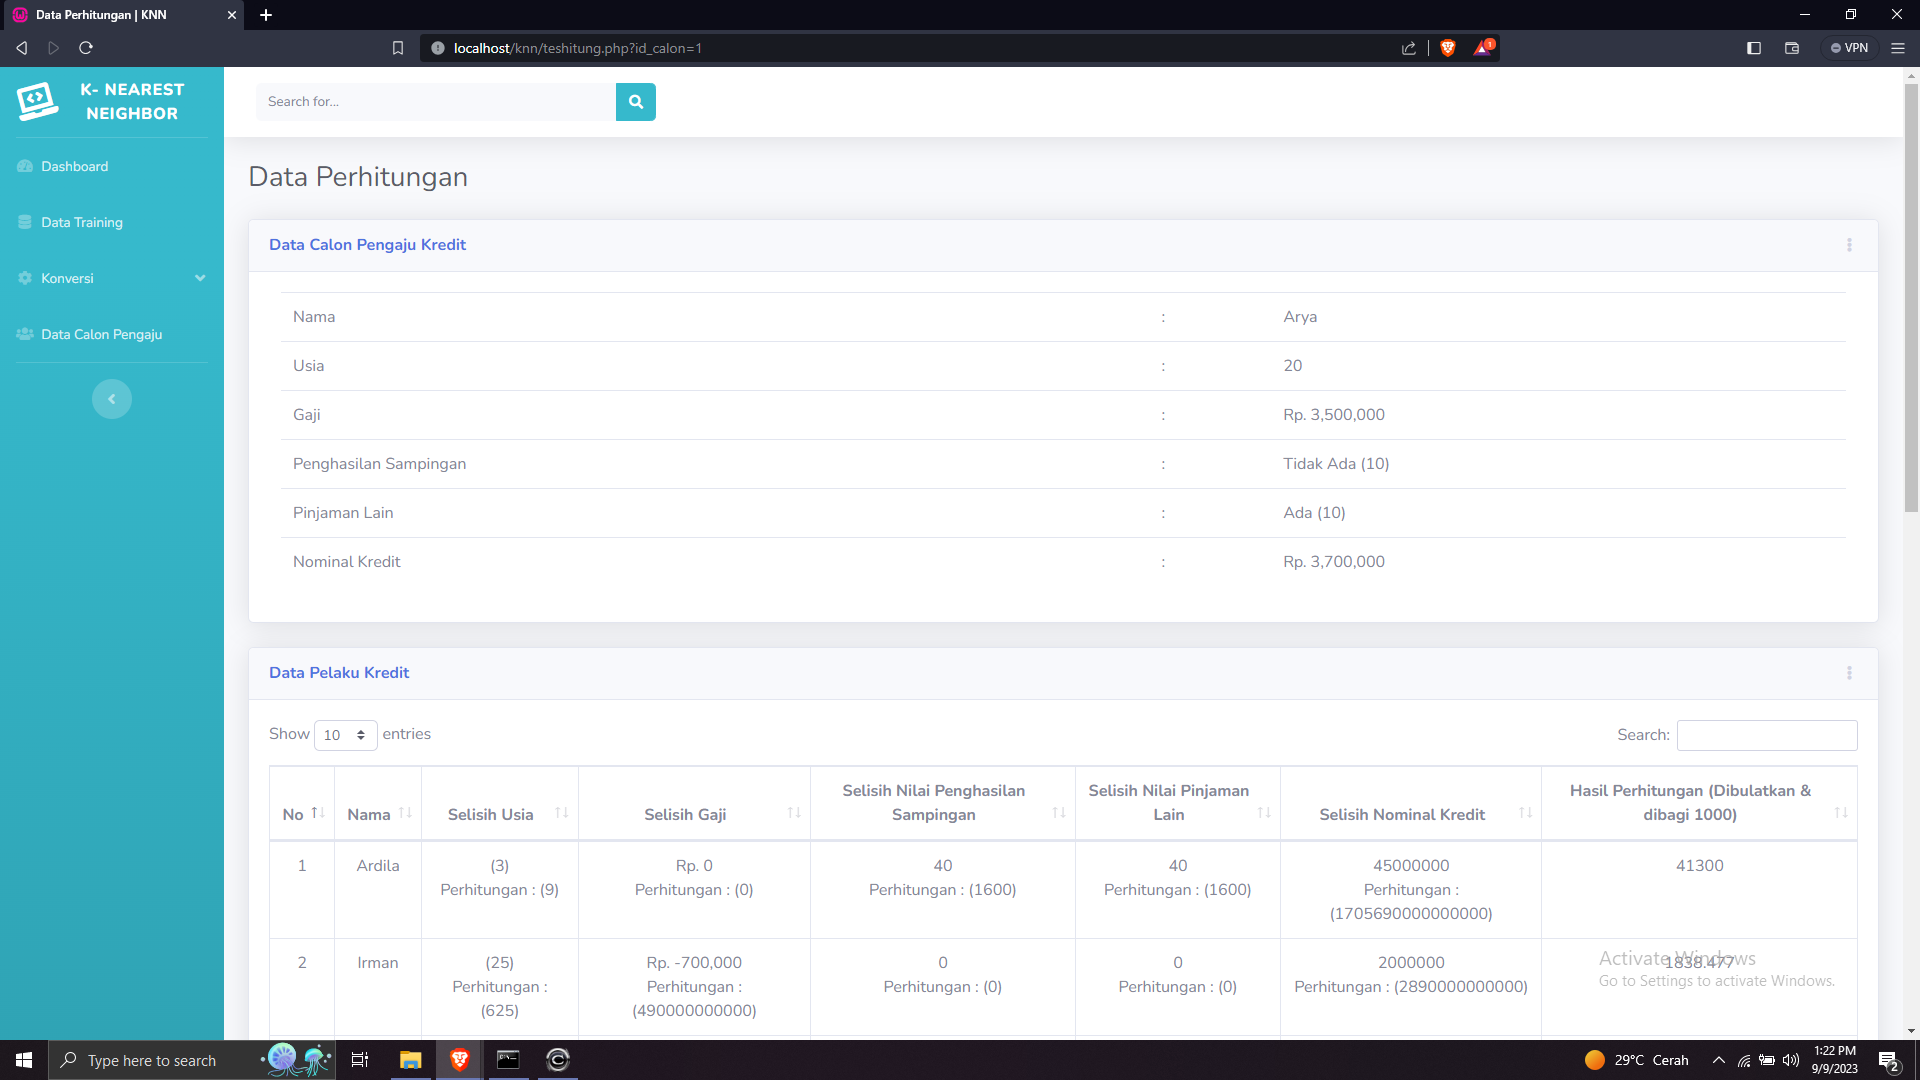 Data Perhitungan | KNN
localhost/knn/teshitung.php?id_calon=1
1
VPN
K- NEAREST
NEIGHBOR
Search for...
Dashboard
Data Training
Konversi
Data Calon Pengaju
Data Perhitungan
Data Calon Pengaju Kredit
Nama : Arya
Usia : 20
Gaji : Rp. 3,500,000
Penghasilan Sampingan : Tidak Ada (10)
Pinjaman Lain : Ada (10)
Nominal Kredit : Rp. 3,700,000
Data Pelaku Kredit
Show 10 entries
Search:
Selisih Nilai Penghasilan Selisih Nilai Pinjaman Hasil Perhitungan (Dibulatkan &
No Nama Selisih Usia Selisih Gaji Sampingan Lain Selisih Nominal Kredit dibagi 1000)
1 Ardila (3) Rp. 0 40 40 45000000 41300
Perhitungan : (9) Perhitungan : (0) Perhitungan : (1600) Perhitungan : (1600) Perhitungan :
(1705690000000000)
2 Irman (25) Rp. -700,000 0 0 2000000 1838.477
Perhitungan : Perhitungan : Perhitungan : (0) Perhitungan : (0) Perhitungan : (2890000000000)
(625) (490000000000)
Activate Windows
Go to Settings to activate Windows.
Type here to search
29°C Cerah
1:22 PM
9/9/2023
2